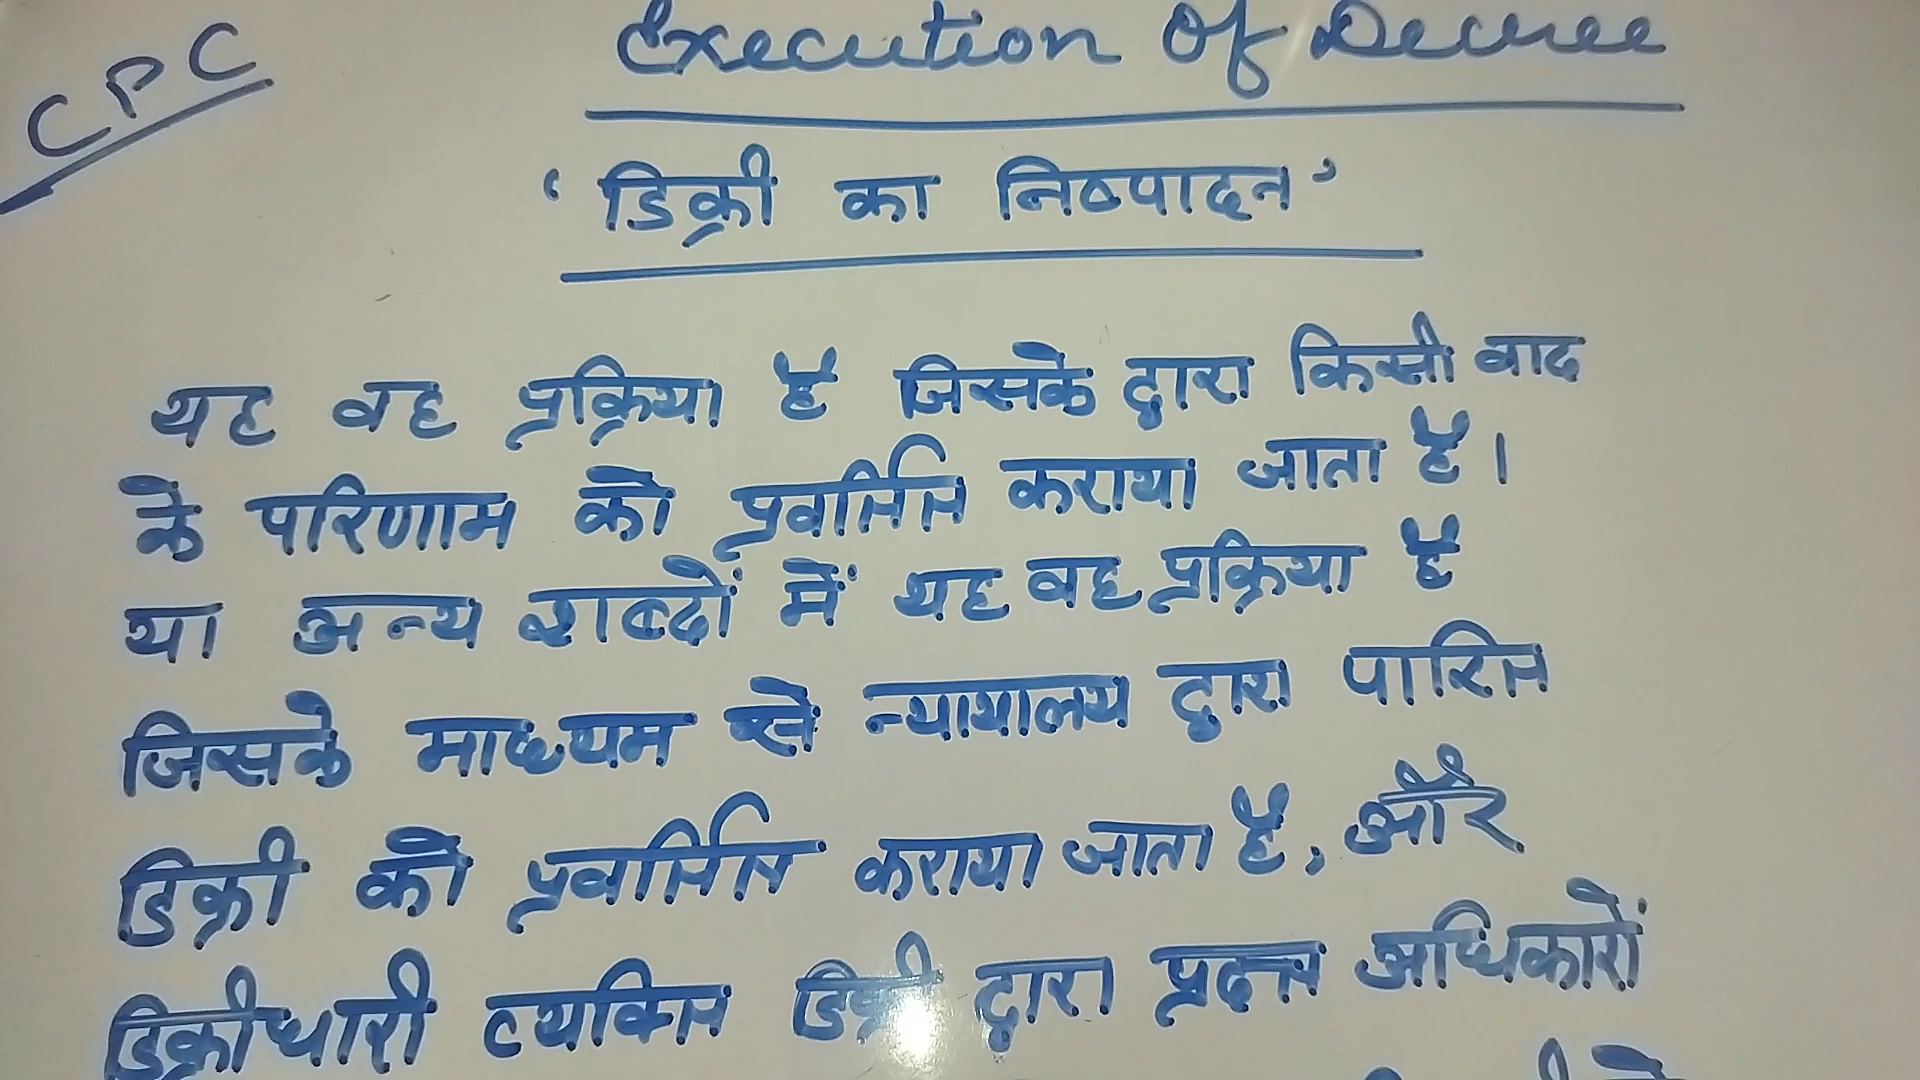 CPC
Execution Of Decree
‘डिक्री का निष्पादन’
यह वह प्रक्रिया है जिसके द्वारा किसी वाद
के परिणाम को प्रवर्तित कराया जाता है।
या अन्य शब्दों में यह वह प्रक्रिया है
जिसके माध्यम से न्यायालय द्वारा पारित
डिक्री को प्रवर्तित कराया जाता है, और
डिक्रीधारी व्यक्ति डिक्री द्वारा प्रदत्त अधिकारों